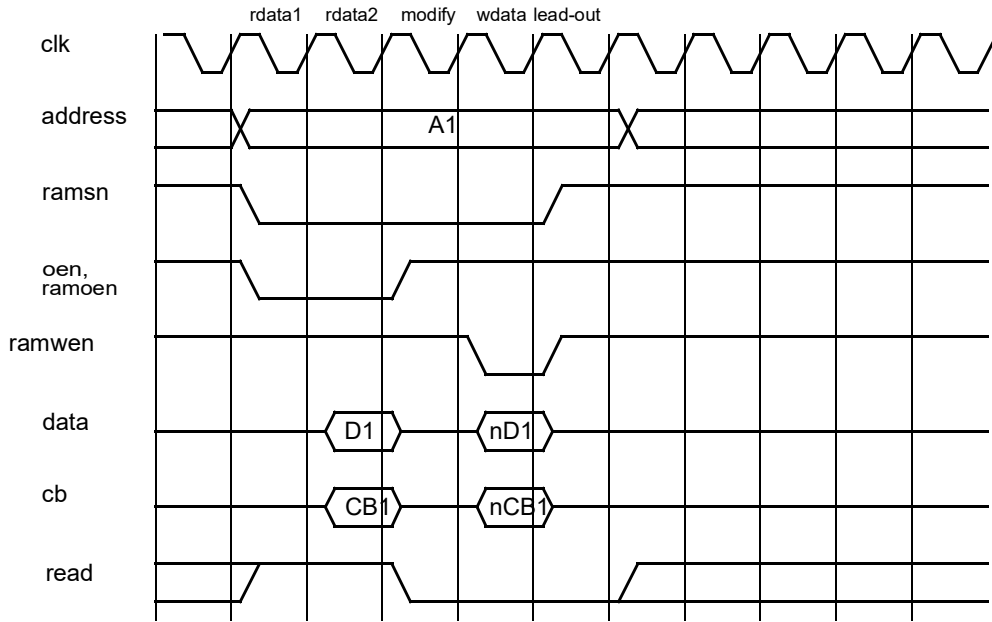 rdata1 rdata2 modify wdata lead-out
clk
address A1
ramsn
oen,
ramoen
ramwen
data D1 nD1
cb CB1 nCB1
read